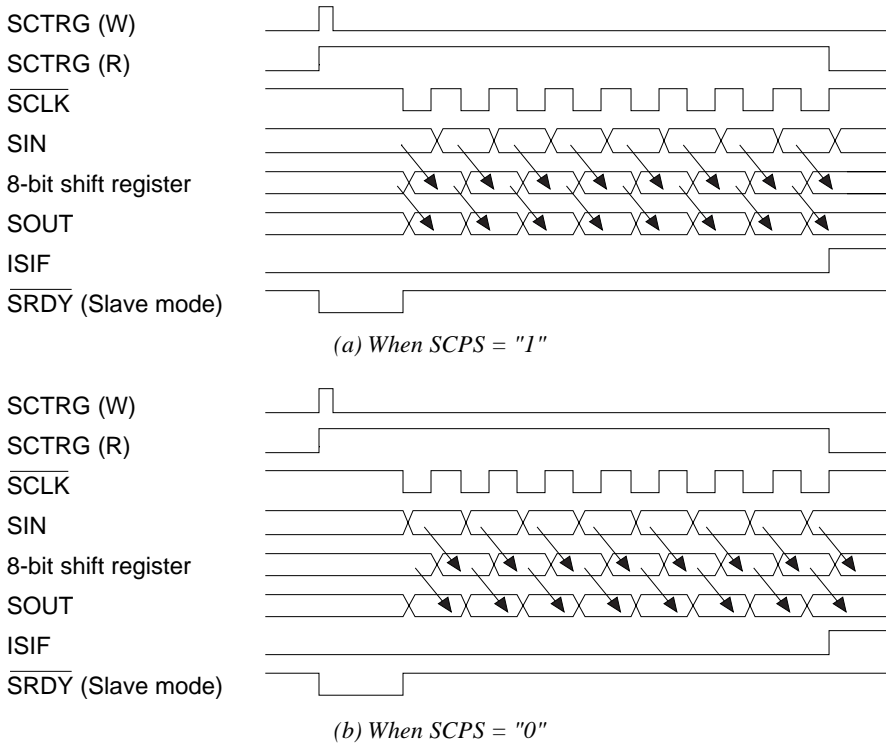 SCTRG (W)
SCTRG (R)
SCLK
SIN
8-bit shift register
SOUT
ISIF
SRDY (Slave mode)
(a) When SCPS = "1"
SCTRG (W)
SCTRG (R)
SCLK
SIN
8-bit shift register
SOUT
ISIF
SRDY (Slave mode)
(b) When SCPS = "0"